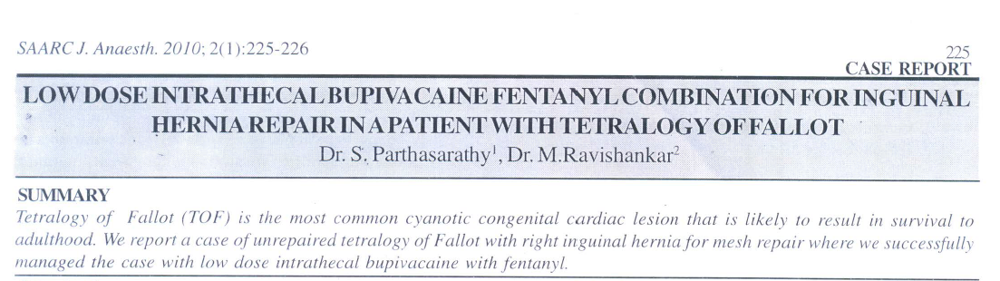 SAARC J. Anaesth. 2010; 2(1):225-226
225
CASE REPORT
LOW DOSE INTRATHECAL BUPIVACAINE FENTANYL COMBINATION FOR INGUINAL
HERNIA REPAIR IN A PATIENT WITH TETRALOGY OF FALLOT
Dr. S. Parthasarathy¹, Dr. M.Ravishankar²
SUMMARY
Tetralogy of Fallot (TOF) is the most common cyanotic congenital cardiac lesion that is likely to result in survival to
adulthood. We report a case of unrepaired tetralogy of Fallot with right inguinal hernia for mesh repair where we successfully
managed the case with low dose intrathecal bupivacaine with fentanyl.